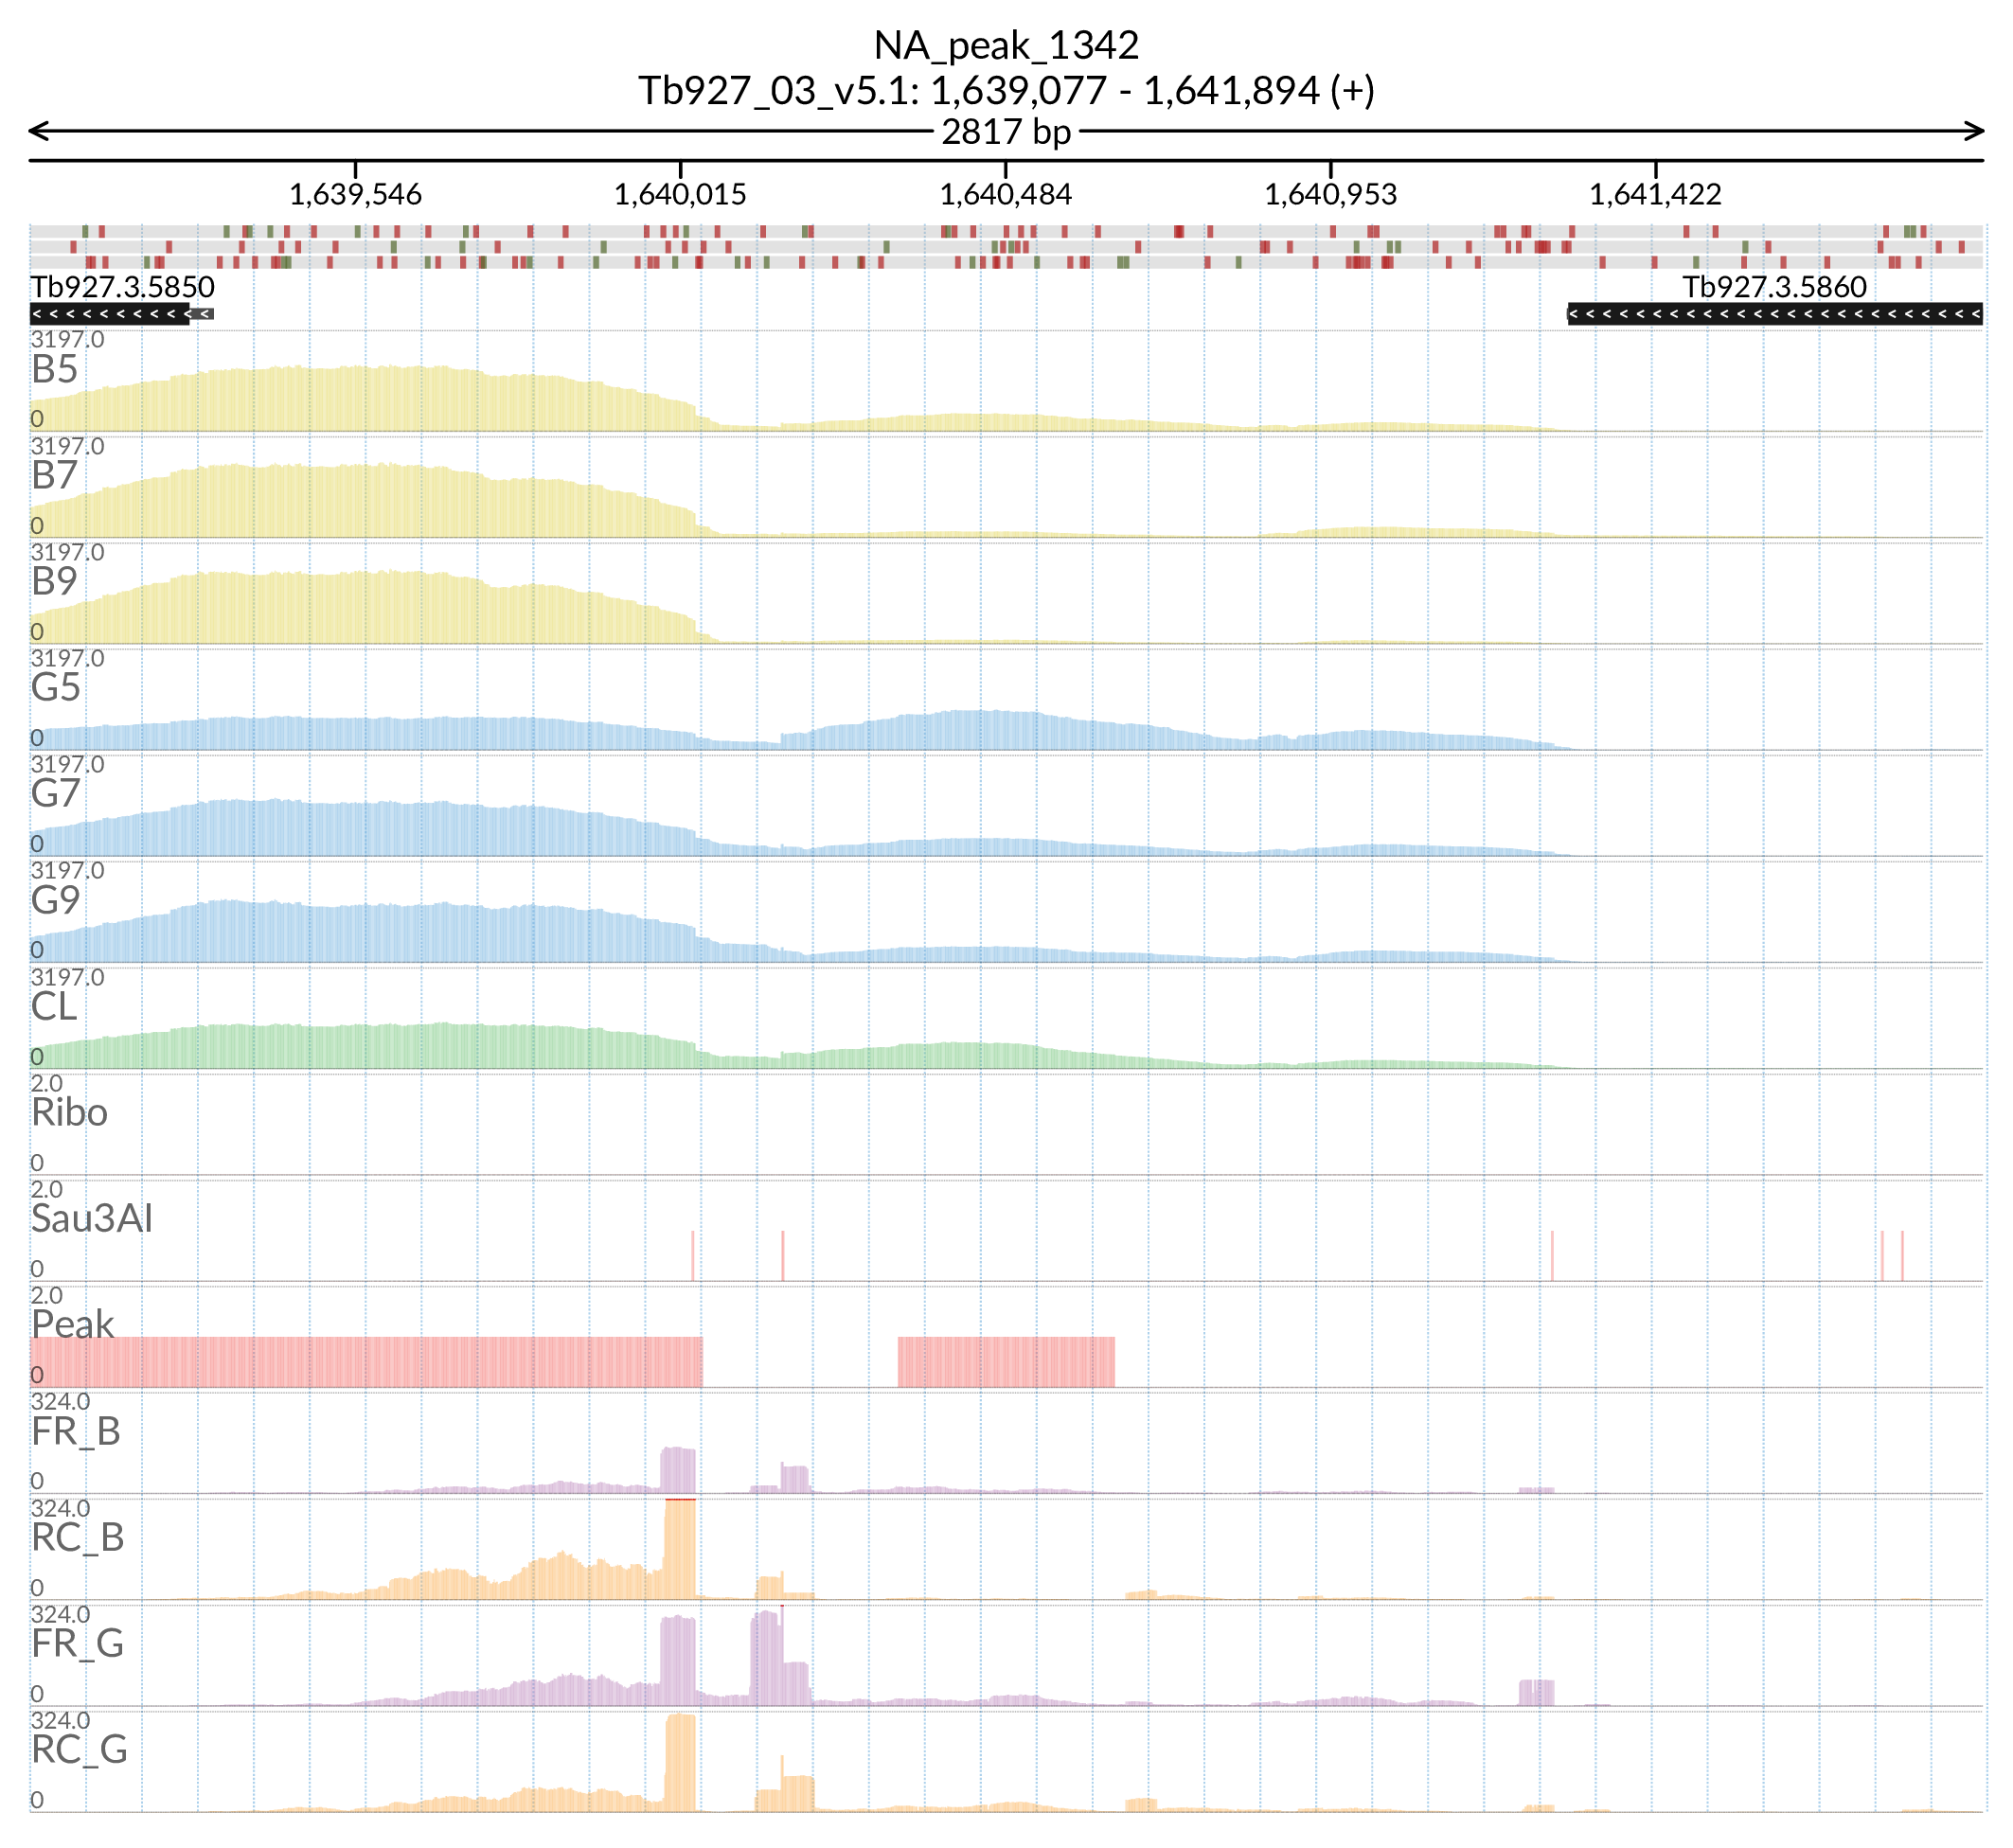 NA_peak_1342
Tb927_03_v5.1: 1,639,077 - 1,641,894 (+)
2817 bp
1,639,546 1,640,015 1,640,484 1,640,953 1,641,422
Tb927.3.5850 Tb927.3.5860
3197.0
B5
0
3197.0
B7
0
3197.0
B9
0
3197.0
G5
0
3197.0
G7
0
3197.0
G9
0
3197.0
CL
0
2.0
Ribo
0
2.0
Sau3AI
0
2.0
Peak
0
324.0
FR_B
0
324.0
RC_B
0
324.0
FR_G
0
324.0
RC_G
0